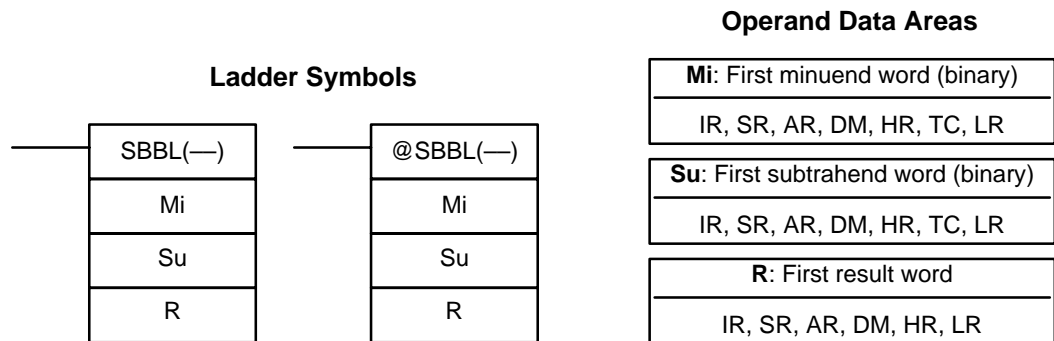 Ladder Symbols
SBBL(––)
Mi
Su
R
@SBBL(––)
Mi
Su
R
Operand Data Areas
Mi: First minuend word (binary)
IR, SR, AR, DM, HR, TC, LR
Su: First subtrahend word (binary)
IR, SR, AR, DM, HR, TC, LR
R: First result word
IR, SR, AR, DM, HR, LR